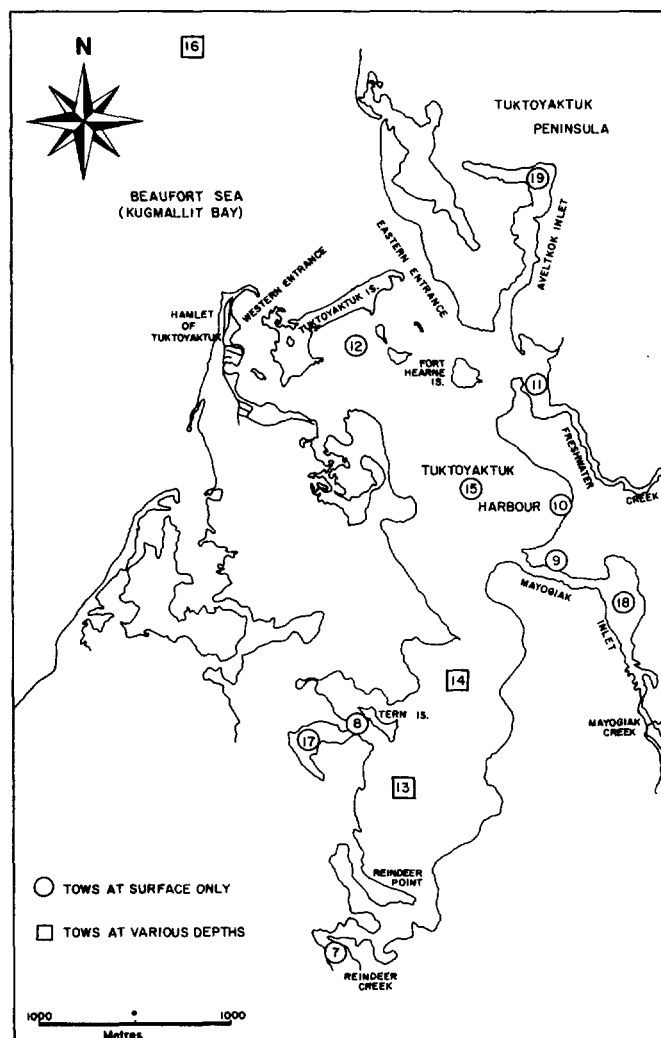 16
N
TUKTOYAKTUK
PENINSULA
19
BEAUFORT SEA
(KUGMALLIT BAY)
EASTERN ENTRANCE
AVELTKOK INLET
WESTERN ENTRANCE
TUKTOYAKTUK IS.
HAMLET
OF
TUKTOYAKTUK
12
FORT
HEARNE
IS.
11
FRESHWATER
CREEK
TUKTOYAKTUK
15
HARBOUR
10
9
MAYOGIAK
INLET
18
14
TERN IS.
8
17
MAYOGIAK
CREEK
13
REINDEER
POINT
TOWS AT SURFACE ONLY
TOWS AT VARIOUS DEPTHS
7
REINDEER
CREEK
1000
1000
Metres